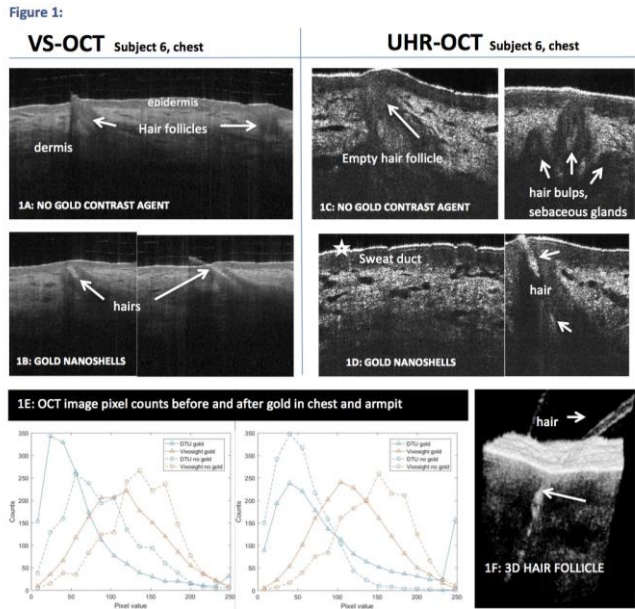 Figure 1:
VS-OCT Subject 6, chest
UHR-OCT Subject 6, chest
epidermis
Hair follicles
dermis
1A: NO GOLD CONTRAST AGENT
Empty hair follicle
1C: NO GOLD CONTRAST AGENT
hair bulps,
sebaceous glands
hairs
1B: GOLD NANOSHELLS
Sweat duct
hair
1D: GOLD NANOSHELLS
1E: OCT image pixel counts before and after gold in chest and armpit
350
300
250
200
150
100
50
0
Counts
0 50 100 150 200 250
Pixel value
DTU gold
Vivosight gold
DTU no gold
Vivosight no gold
350
300
250
200
150
100
50
0
Counts
0 50 100 150 200 250
Pixel value
DTU gold
Vivosight gold
DTU no gold
Vivosight no gold
hair
1F: 3D HAIR FOLLICLE